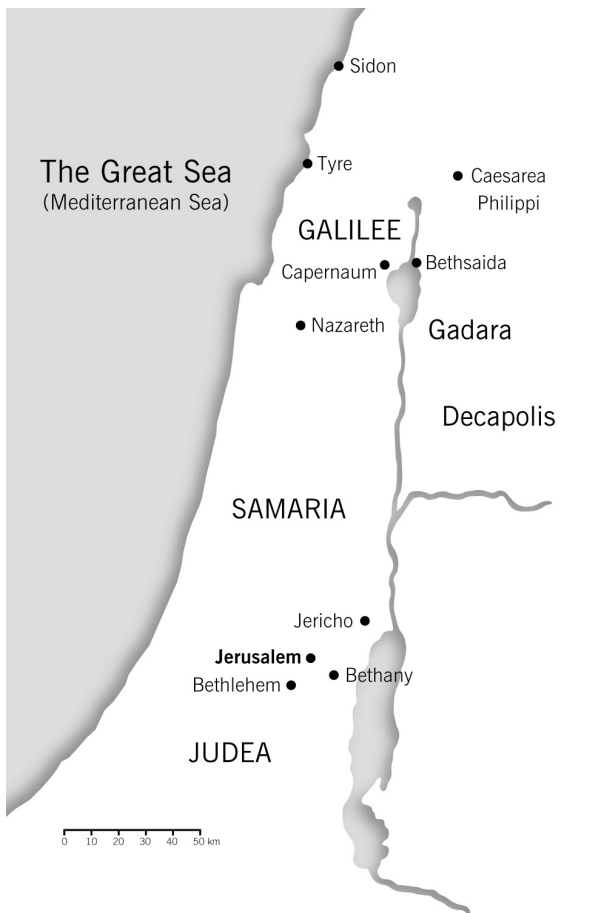 Sidon
The Great Sea
(Mediterranean Sea)
Tyre
Caesarea
Philippi
GALILEE
Capernaum
Bethsaida
Nazareth
Gadara
Decapolis
SAMARIA
Jericho
Jerusalem
Bethany
Bethlehem
JUDEA
0 10 20 30 40 50 km